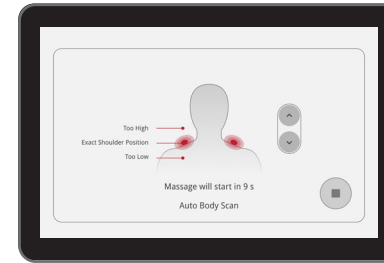 Too High
Exact Shoulder Position
Too Low
Massage will start in 9 s
Auto Body Scan